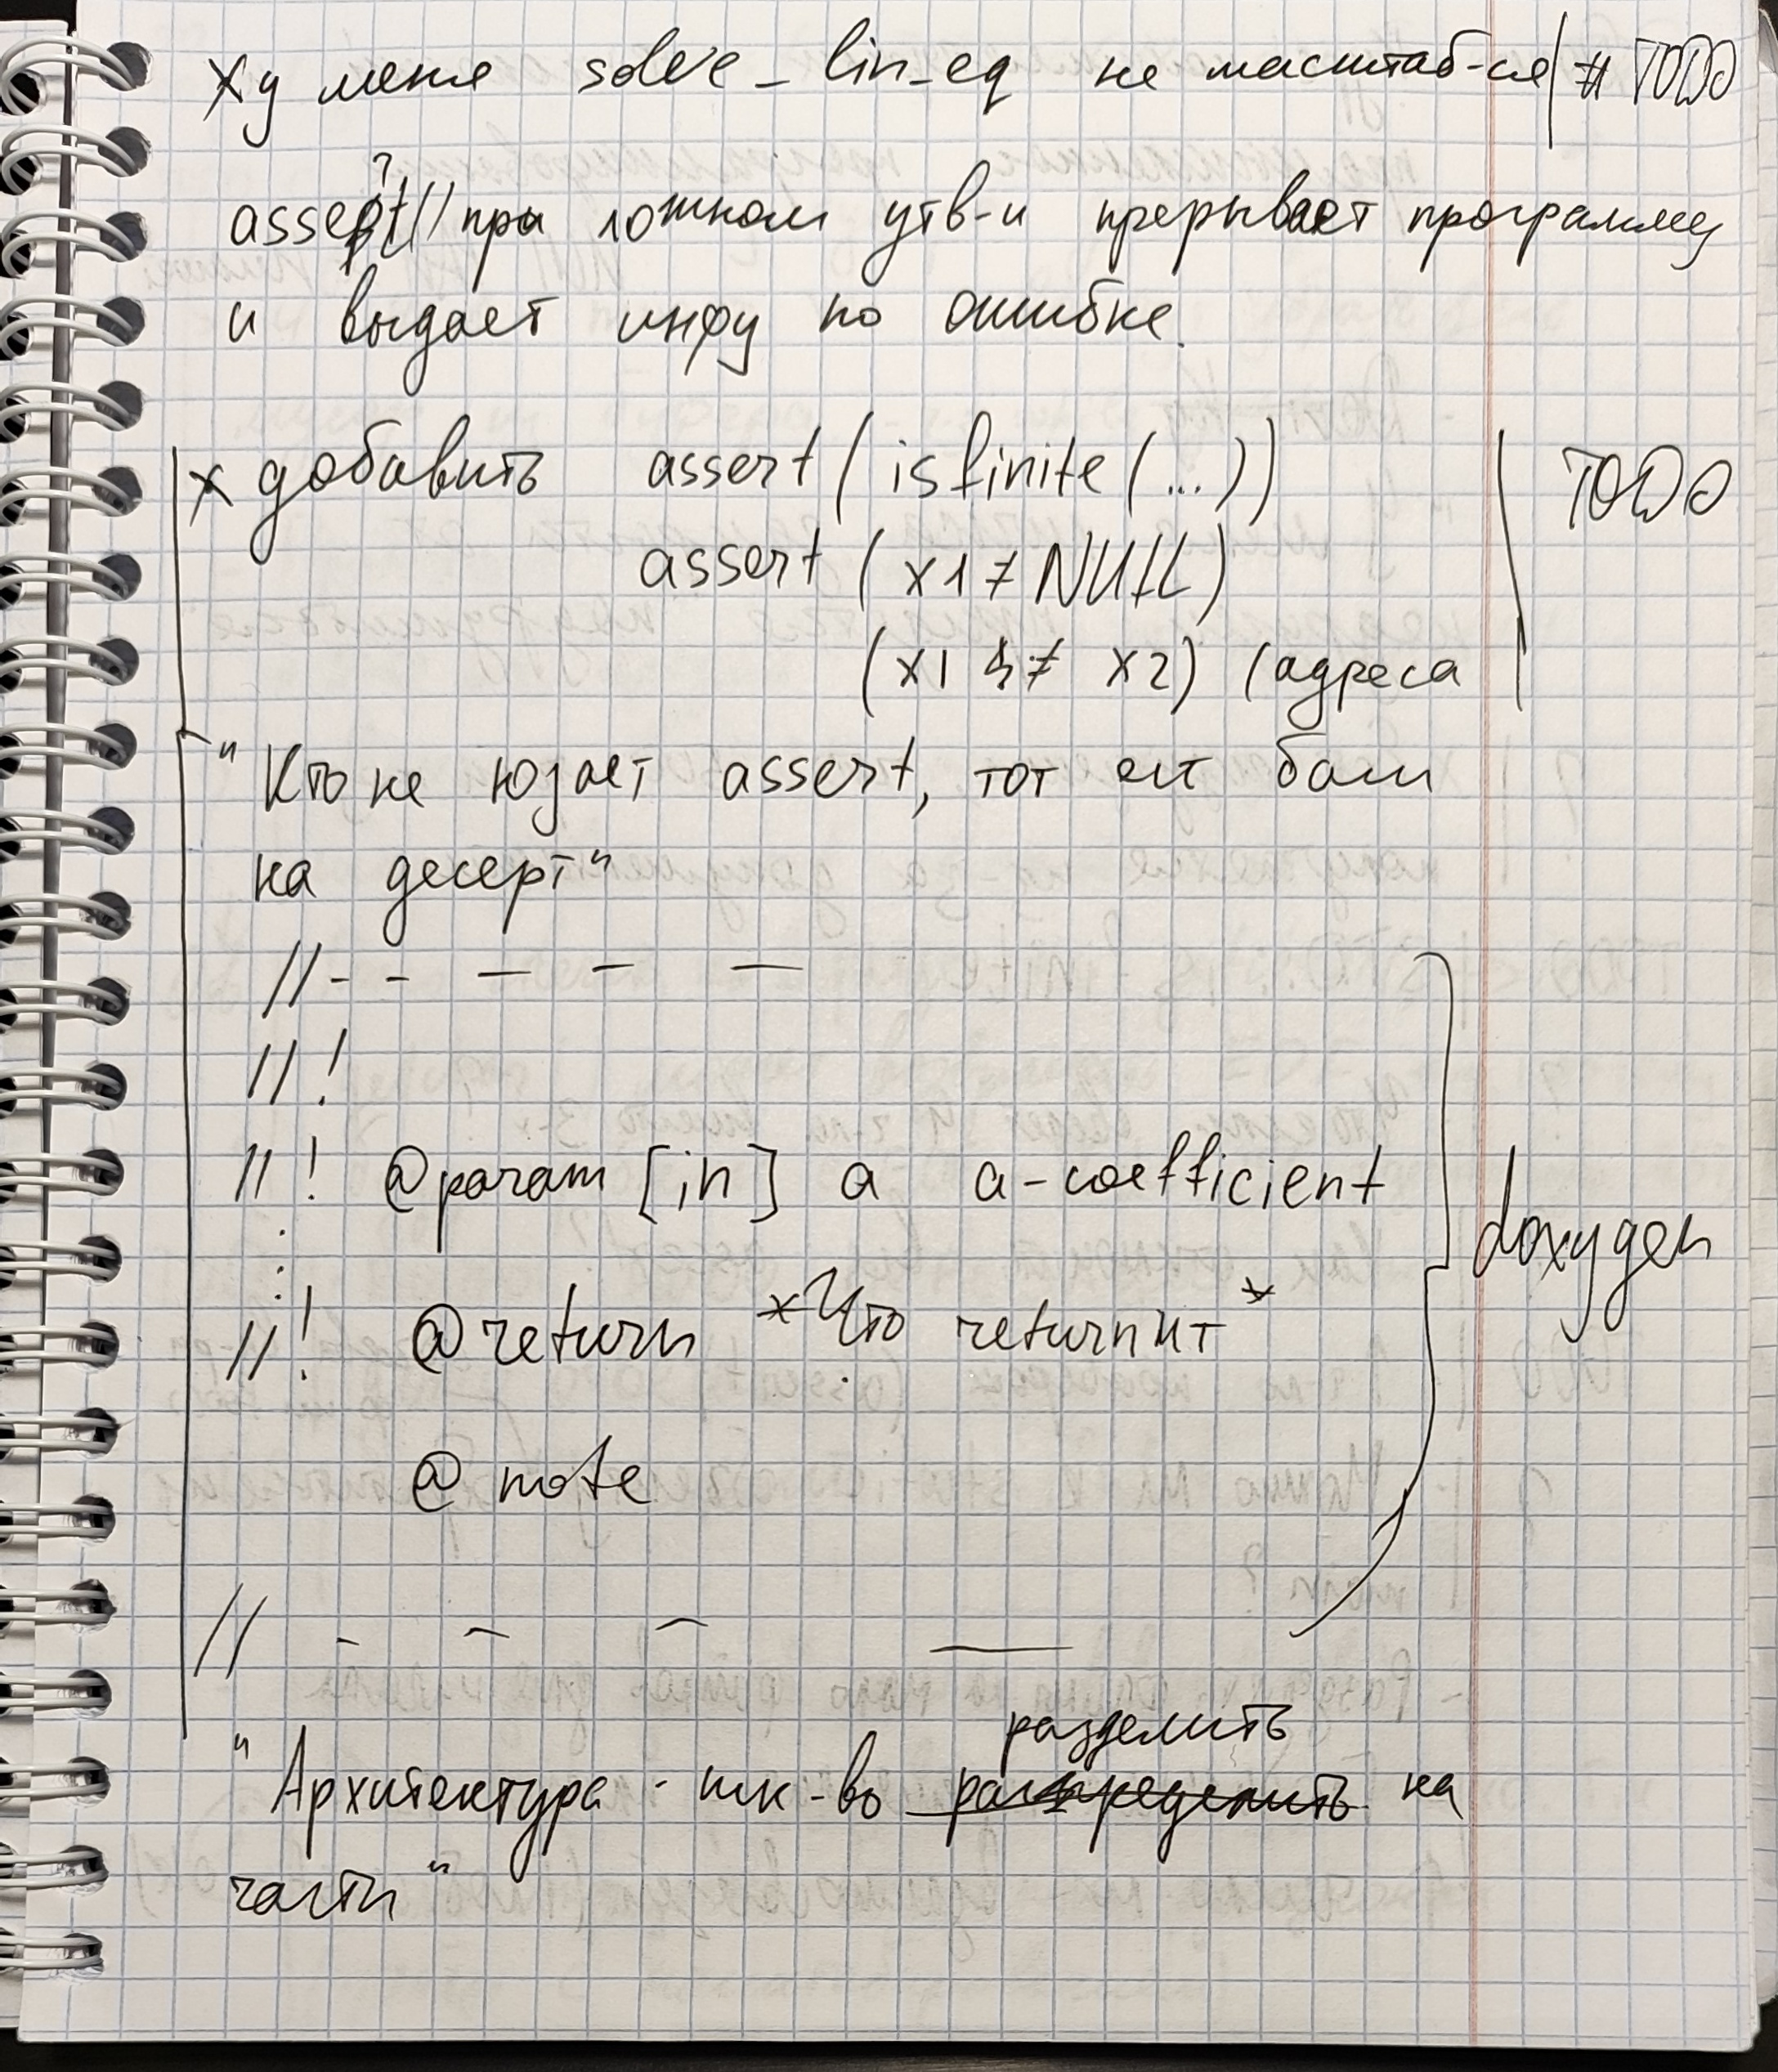 х у меня solve_lin_eq не масштаб-ся | # TODO
?
assert // при ложном утв-и прерывает программу
и выдает инфу по ошибке.
х добавить assert (isfinite (...)) | TODO
assert (x1 ≠ NULL)
(x1 ≠ x2) (адреса
"Кто не юзает assert, тот ест баги
на десерт"
// - - — — —
//!
//! @param [in] a a-coefficient
:
doxygen
//! @return *Что returnит*
@ note
// - - - —
разделить
"Архитектура - иск-во распределить на
части"